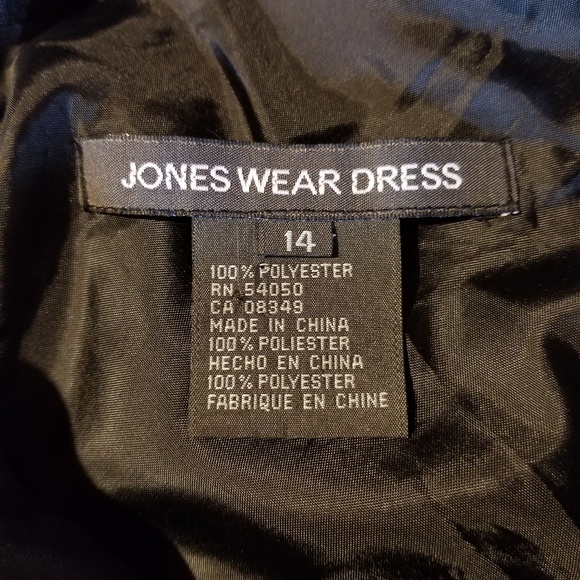 JONES WEAR DRESS
14
100% POLYESTER
RN 54050
CA 08349
MADE IN CHINA
100% POLIESTER
HECHO EN CHINA
100% POLYESTER
FABRIQUE EN CHINE